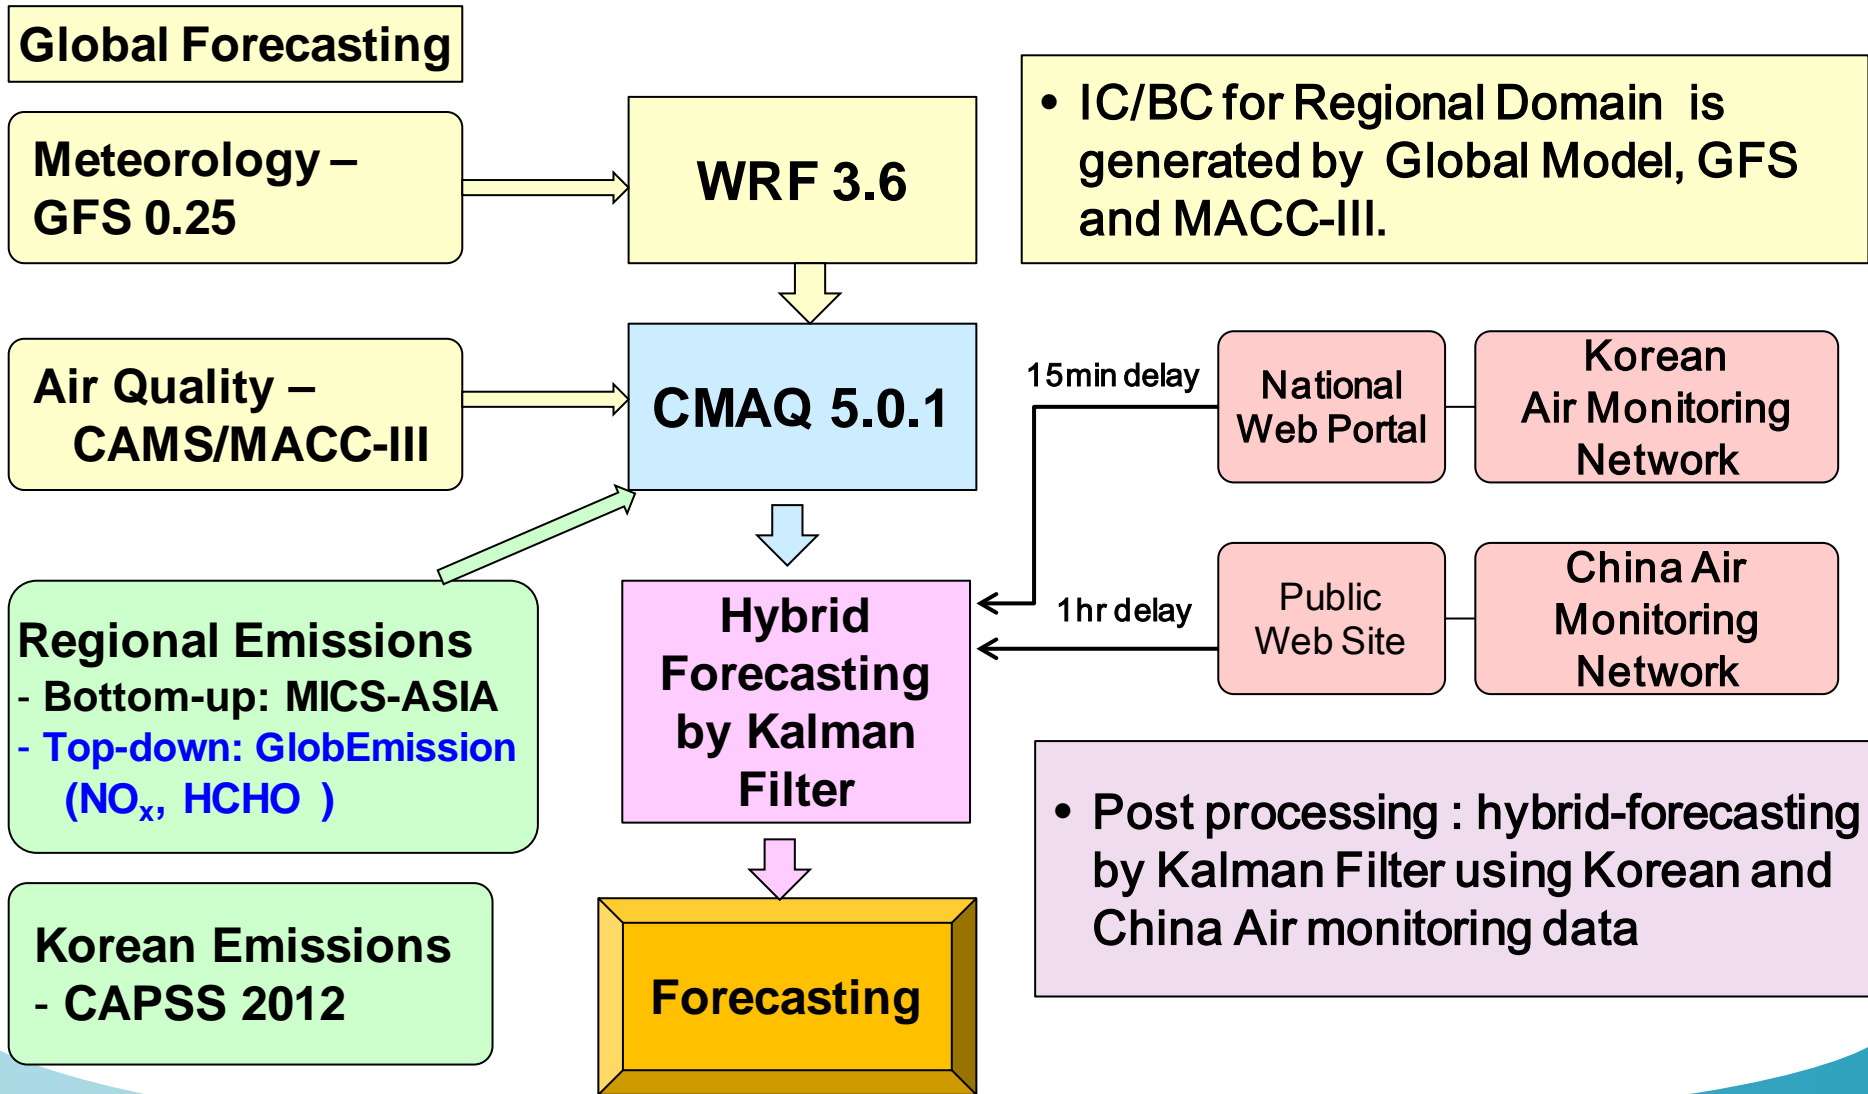 Global Forecasting
Meteorology –
GFS 0.25
WRF 3.6
• IC/BC for Regional Domain is
generated by Global Model, GFS
and MACC-III.
Air Quality –
CAMS/MACC-III
CMAQ 5.0.1
15min delay
National
Web Portal
Korean
Air Monitoring
Network
Regional Emissions
- Bottom-up: MICS-ASIA
- Top-down: GlobEmission
(NOₓ, HCHO )
Hybrid
Forecasting
by Kalman
Filter
1hr delay
Public
Web Site
China Air
Monitoring
Network
• Post processing : hybrid-forecasting
by Kalman Filter using Korean and
China Air monitoring data
Korean Emissions
- CAPSS 2012
Forecasting